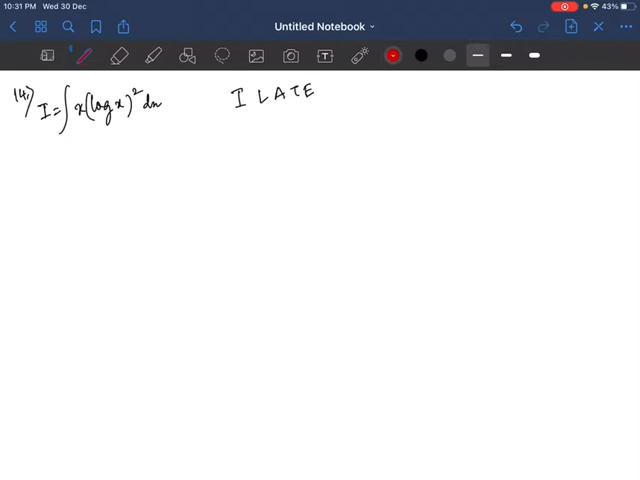 10:31 PM Wed 30 Dec
43%
Untitled Notebook
T
14) I = ∫ x (log x)² dx
I L A T E